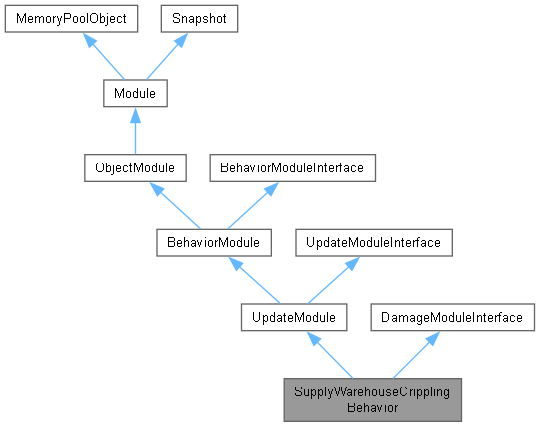 MemoryPoolObject
Snapshot
Module
ObjectModule
BehaviorModuleInterface
BehaviorModule
UpdateModuleInterface
UpdateModule
DamageModuleInterface
SupplyWarehouseCrippling
Behavior